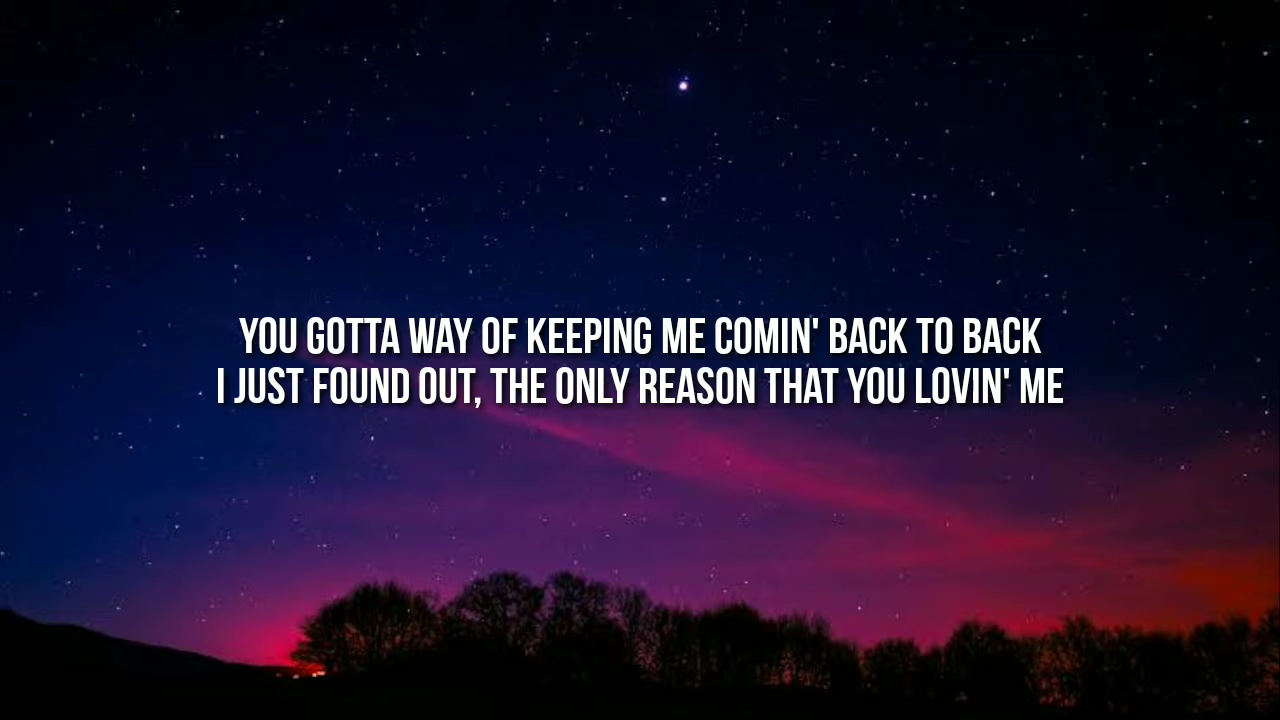 YOU GOTTA WAY OF KEEPING ME COMIN' BACK TO BACK
I JUST FOUND OUT, THE ONLY REASON THAT YOU LOVIN' ME